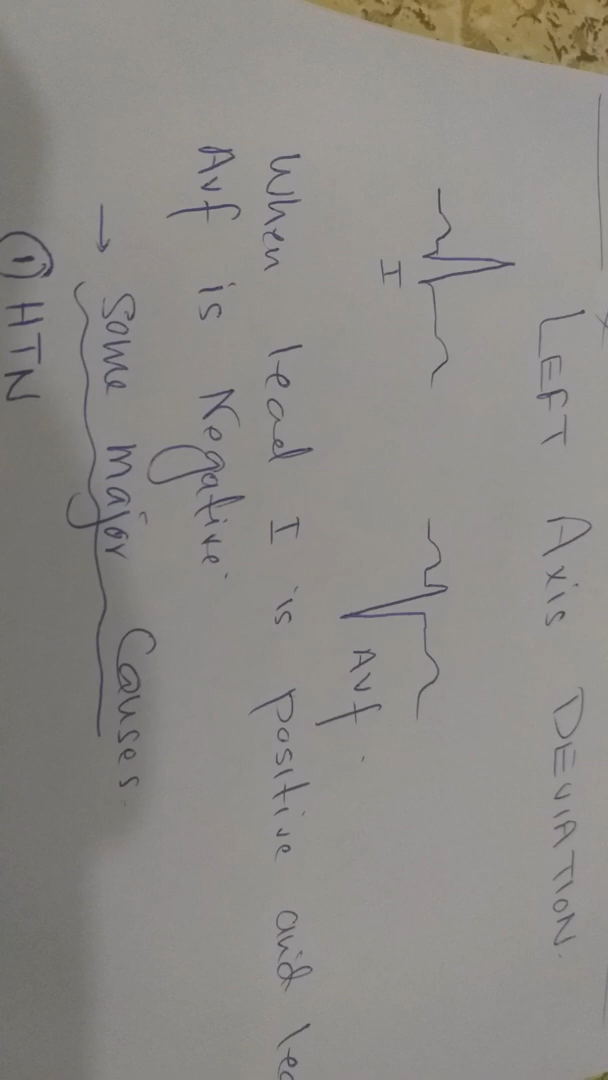 LEFT AXIS DEVIATION.
I
Avf.
When lead I is positive and
Avf is Negative.
→ Some major Causes.
① HTN